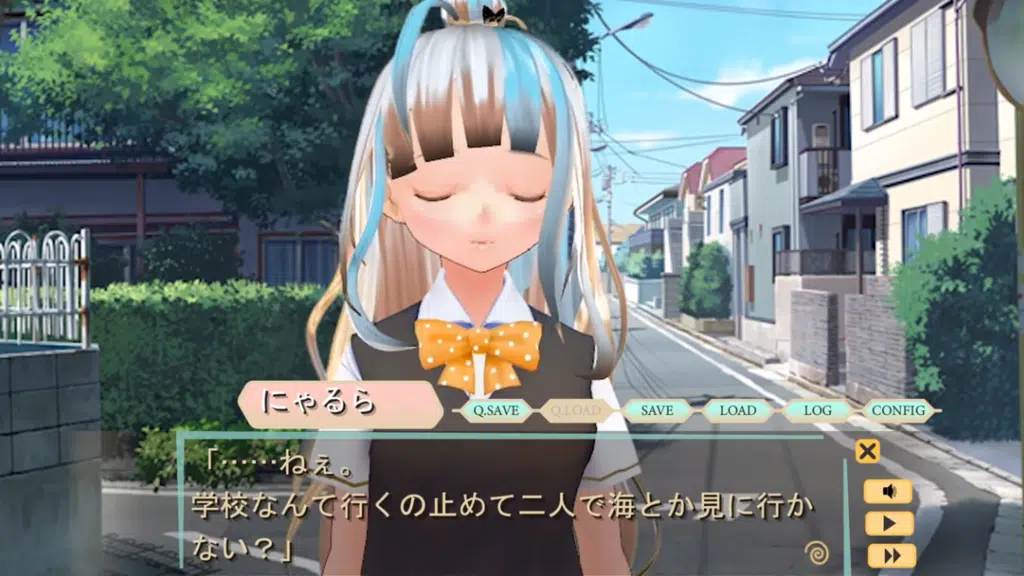 にゃるら
Q.SAVE
Q.LOAD
SAVE
LOAD
LOG
CONFIG
「……ねぇ。
学校なんて行くの止めて二人で海とか見に行か
ない？」